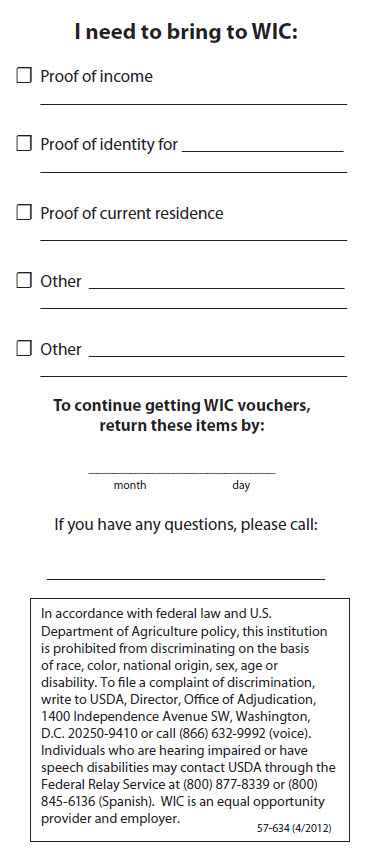 I need to bring to WIC:
❒ Proof of income
❒ Proof of identity for ____________________
❒ Proof of current residence
❒ Other ________________________________
❒ Other ________________________________
To continue getting WIC vouchers,
return these items by:
month day
If you have any questions, please call:
In accordance with federal law and U.S.
Department of Agriculture policy, this institution
is prohibited from discriminating on the basis
of race, color, national origin, sex, age or
disability. To file a complaint of discrimination,
write to USDA, Director, Office of Adjudication,
1400 Independence Avenue SW, Washington,
D.C. 20250-9410 or call (866) 632-9992 (voice).
Individuals who are hearing impaired or have
speech disabilities may contact USDA through the
Federal Relay Service at (800) 877-8339 or (800)
845-6136 (Spanish).  WIC is an equal opportunity
provider and employer.
57-634 (4/2012)